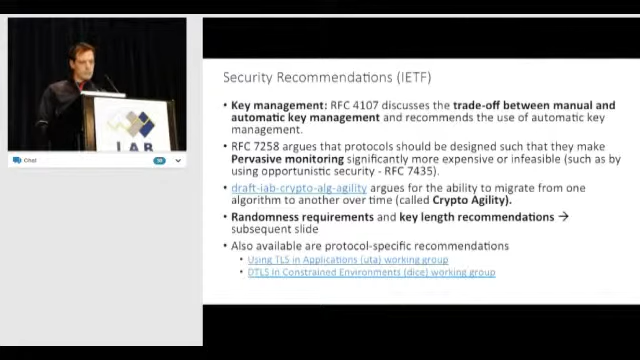 I A B
Chat
Security Recommendations (IETF)
• Key management: RFC 4107 discusses the trade-off between manual and
automatic key management and recommends the use of automatic key
management.
• RFC 7258 argues that protocols should be designed such that they make
Pervasive monitoring significantly more expensive or infeasible (such as by
using opportunistic security - RFC 7435).
• draft-iab-crypto-alg-agility argues for the ability to migrate from one
algorithm to another over time (called Crypto Agility).
• Randomness requirements and key length recommendations →
subsequent slide
• Also available are protocol-specific recommendations
• Using TLS in Applications (uta) working group
• DTLS in Constrained Environments (dice) working group